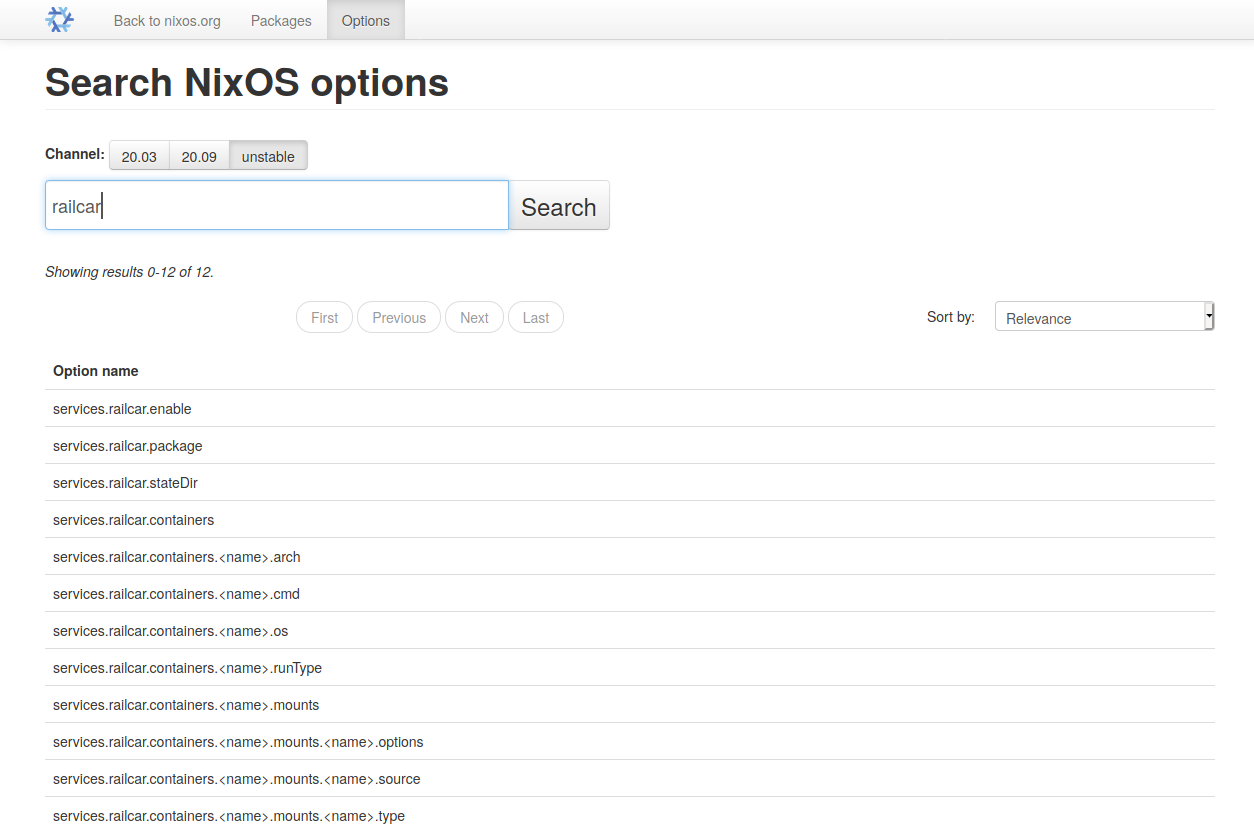 Back to nixos.org Packages Options
Search NixOS options
Channel: 20.03 20.09 unstable
railcar Search
Showing results 0-12 of 12.
First Previous Next Last Sort by: Relevance
Option name
services.railcar.enable
services.railcar.package
services.railcar.stateDir
services.railcar.containers
services.railcar.containers.<name>.arch
services.railcar.containers.<name>.cmd
services.railcar.containers.<name>.os
services.railcar.containers.<name>.runType
services.railcar.containers.<name>.mounts
services.railcar.containers.<name>.mounts.<name>.options
services.railcar.containers.<name>.mounts.<name>.source
services.railcar.containers.<name>.mounts.<name>.type